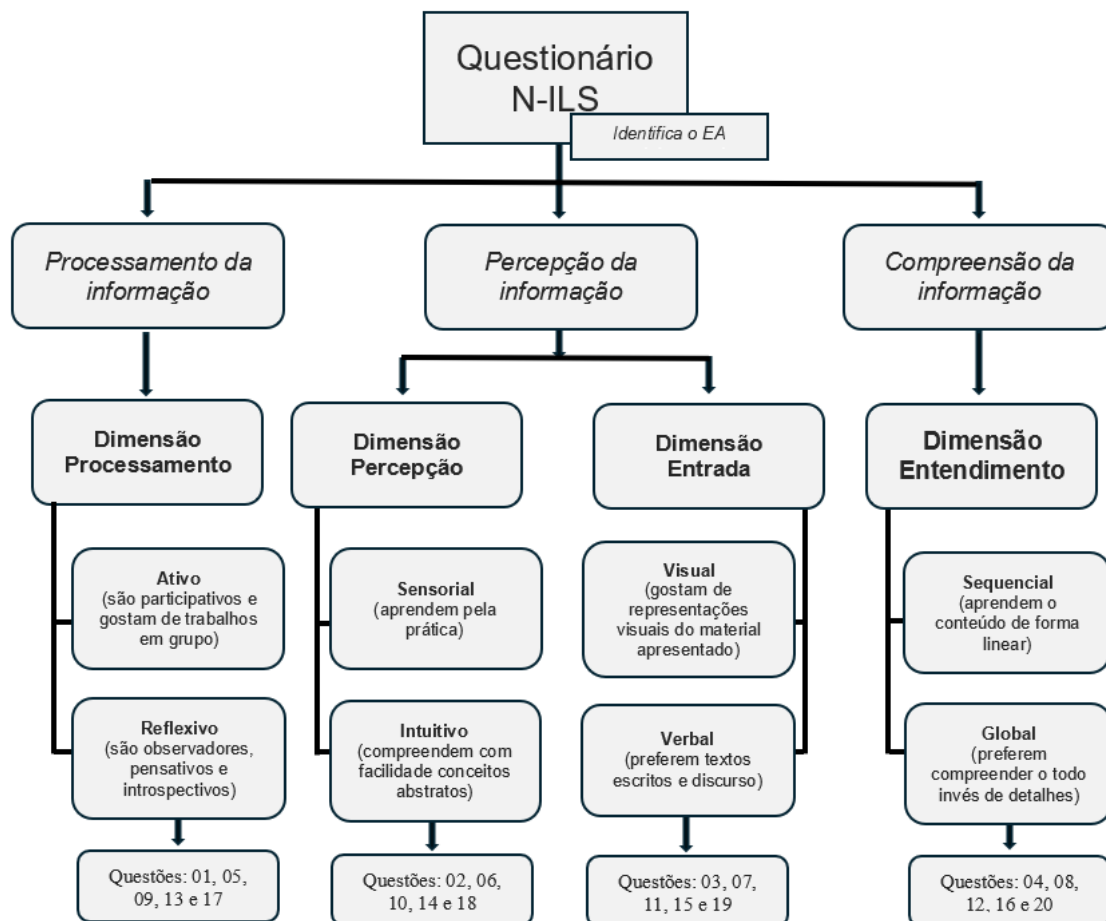 Questionário
N-ILS
Identifica o EA
Processamento da
informação
Percepção da
informação
Compreensão da
informação
Dimensão
Processamento
Dimensão
Percepção
Dimensão
Entrada
Dimensão
Entendimento
Ativo
(são participativos e
gostam de trabalhos
em grupo)
Sensorial
(aprendem pela
prática)
Visual
(gostam de
representações
visuais do material
apresentado)
Sequencial
(aprendem o
conteúdo de forma
linear)
Reflexivo
(são observadores,
pensativos e
introspectivos)
Intuitivo
(compreendem com
facilidade conceitos
abstratos)
Verbal
(preferem textos
escritos e discurso)
Global
(preferem
compreender o todo
invés de detalhes)
Questões: 01, 05,
09, 13 e 17
Questões: 02, 06,
10, 14 e 18
Questões: 03, 07,
11, 15 e 19
Questões: 04, 08,
12, 16 e 20